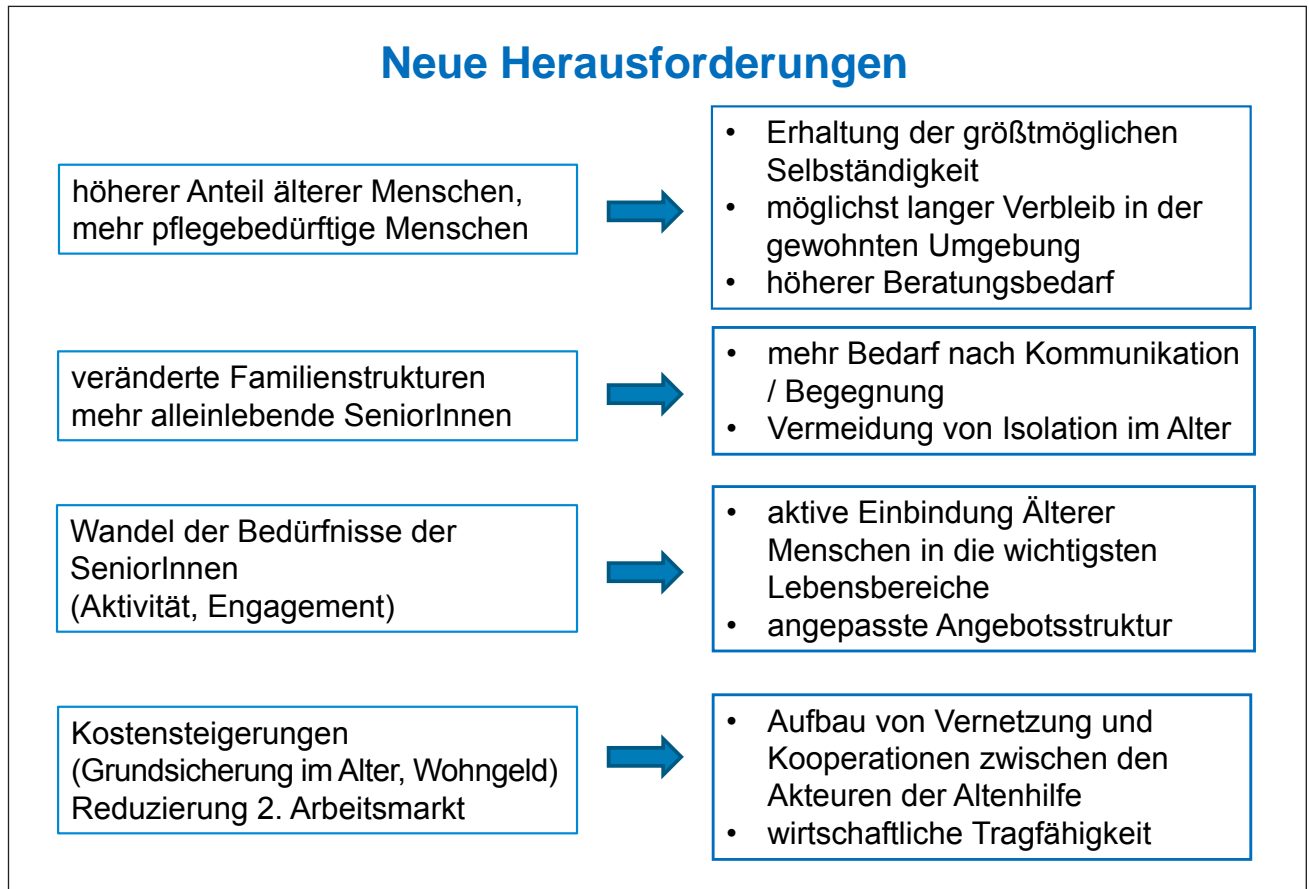 Neue Herausforderungen
höherer Anteil älterer Menschen,
mehr pflegebedürftige Menschen
• Erhaltung der größtmöglichen
Selbständigkeit
• möglichst langer Verbleib in der
gewohnten Umgebung
• höherer Beratungsbedarf
veränderte Familienstrukturen
mehr alleinlebende SeniorInnen
• mehr Bedarf nach Kommunikation
/ Begegnung
• Vermeidung von Isolation im Alter
Wandel der Bedürfnisse der
SeniorInnen
(Aktivität, Engagement)
• aktive Einbindung Älterer
Menschen in die wichtigsten
Lebensbereiche
• angepasste Angebotsstruktur
Kostensteigerungen
(Grundsicherung im Alter, Wohngeld)
Reduzierung 2. Arbeitsmarkt
• Aufbau von Vernetzung und
Kooperationen zwischen den
Akteuren der Altenhilfe
• wirtschaftliche Tragfähigkeit